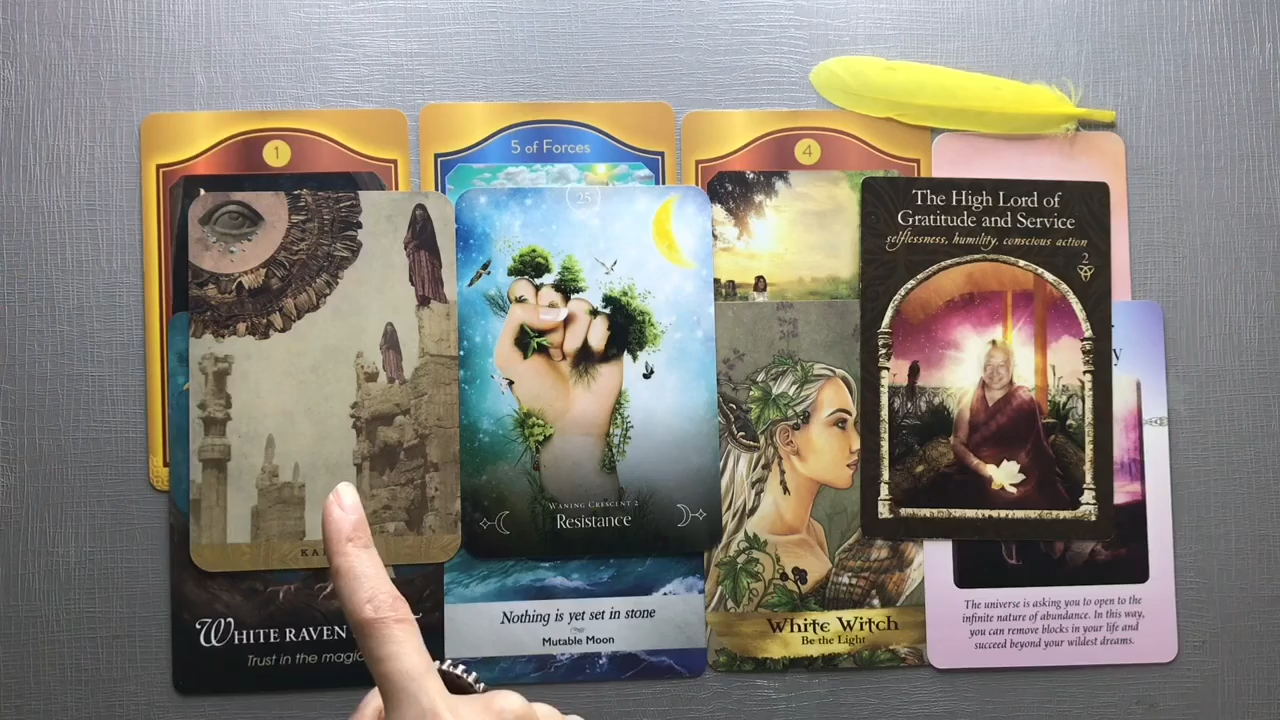 1
5 of Forces
4
25
The High Lord of
Gratitude and Service
selflessness, humility, conscious action
2
WANING CRESCENT 2
Resistance
WHITE RAVEN
Trust in the magic
Nothing is yet set in stone
Mutable Moon
White Witch
Be the Light
The universe is asking you to open to the
infinite nature of abundance. In this way,
you can remove blocks in your life and
succeed beyond your wildest dreams.